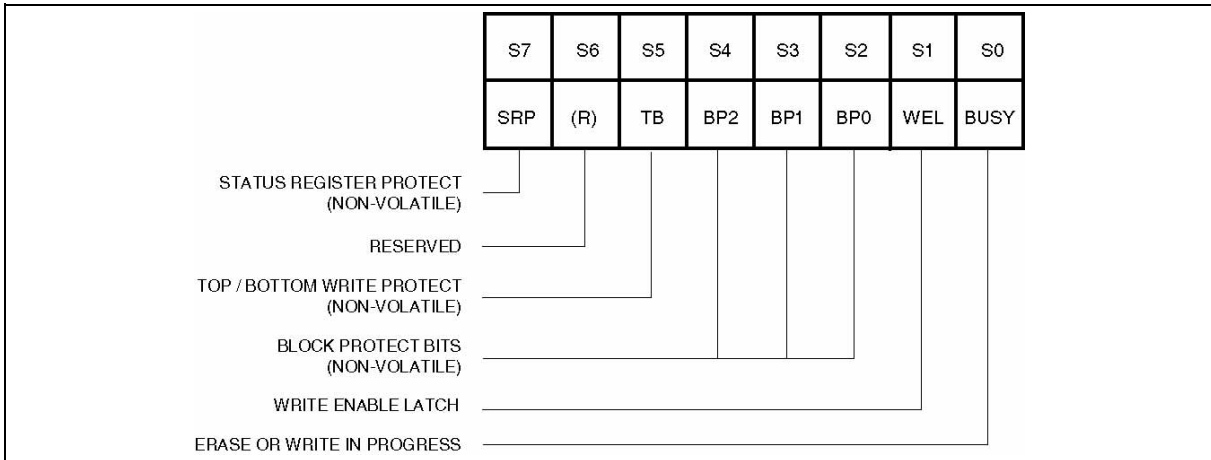 S7 S6 S5 S4 S3 S2 S1 S0
SRP (R) TB BP2 BP1 BP0 WEL BUSY
STATUS REGISTER PROTECT
(NON-VOLATILE)
RESERVED
TOP / BOTTOM WRITE PROTECT
(NON-VOLATILE)
BLOCK PROTECT BITS
(NON-VOLATILE)
WRITE ENABLE LATCH
ERASE OR WRITE IN PROGRESS